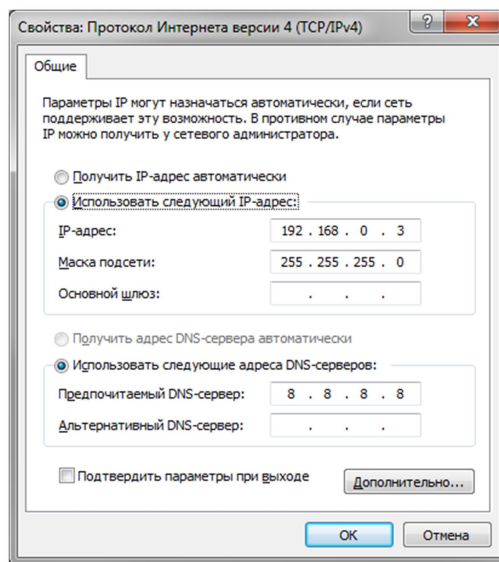 Свойства: Протокол Интернета версии 4 (TCP/IPv4)
Общие
Параметры IP могут назначаться автоматически, если сеть
поддерживает эту возможность. В противном случае параметры
IP можно получить у сетевого администратора.
Получить IP-адрес автоматически
Использовать следующий IP-адрес:
IP-адрес: 192 . 168 . 0 . 3
Маска подсети: 255 . 255 . 255 . 0
Основной шлюз: . . .
Получить адрес DNS-сервера автоматически
Использовать следующие адреса DNS-серверов:
Предпочитаемый DNS-сервер: 8 . 8 . 8 . 8
Альтернативный DNS-сервер: . . .
Подтвердить параметры при выходе
Дополнительно...
ОК Отмена